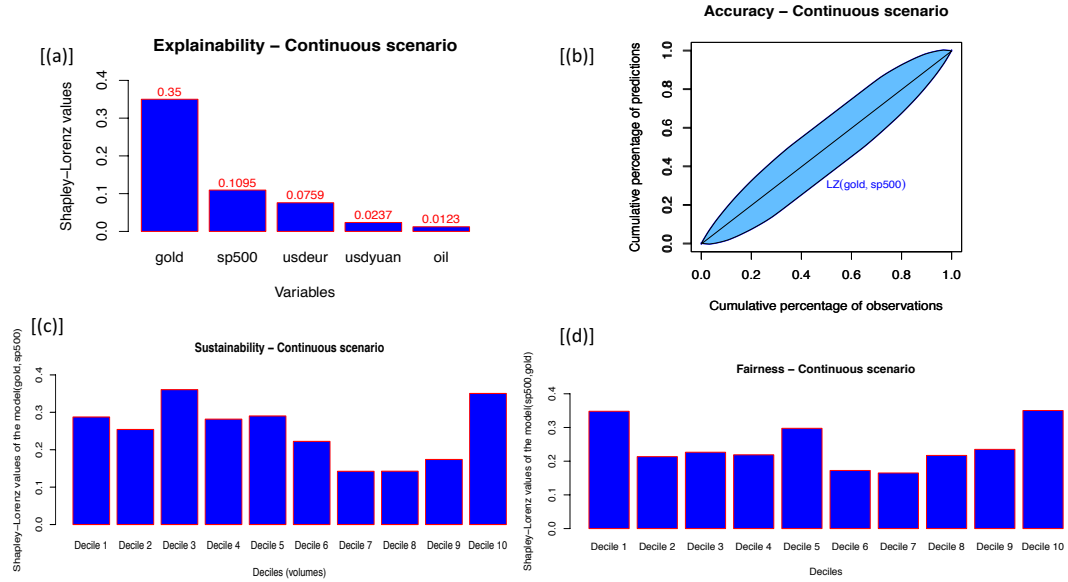 [(a)]
Explainability – Continuous scenario
Shapley–Lorenz values
0.0
0.1
0.2
0.3
0.4
0.35
0.1095
0.0759
0.0237
0.0123
gold
sp500
usdeur
usdyuan
oil
Variables
[(b)]
Accuracy – Continuous scenario
Cumulative percentage of predictions
0.0
0.2
0.4
0.6
0.8
1.0
LZ(gold, sp500)
0.0
0.2
0.4
0.6
0.8
1.0
Cumulative percentage of observations
[(c)]
Sustainability – Continuous scenario
Shapley–Lorenz values of the model(gold,sp500)
0.0
0.1
0.2
0.3
0.4
Decile 1
Decile 2
Decile 3
Decile 4
Decile 5
Decile 6
Decile 7
Decile 8
Decile 9
Decile 10
Deciles (volumes)
[(d)]
Fairness – Continuous scenario
Shapley–Lorenz values of the model(sp500,gold)
0.0
0.1
0.2
0.3
0.4
Decile 1
Decile 2
Decile 3
Decile 4
Decile 5
Decile 6
Decile 7
Decile 8
Decile 9
Decile 10
Deciles